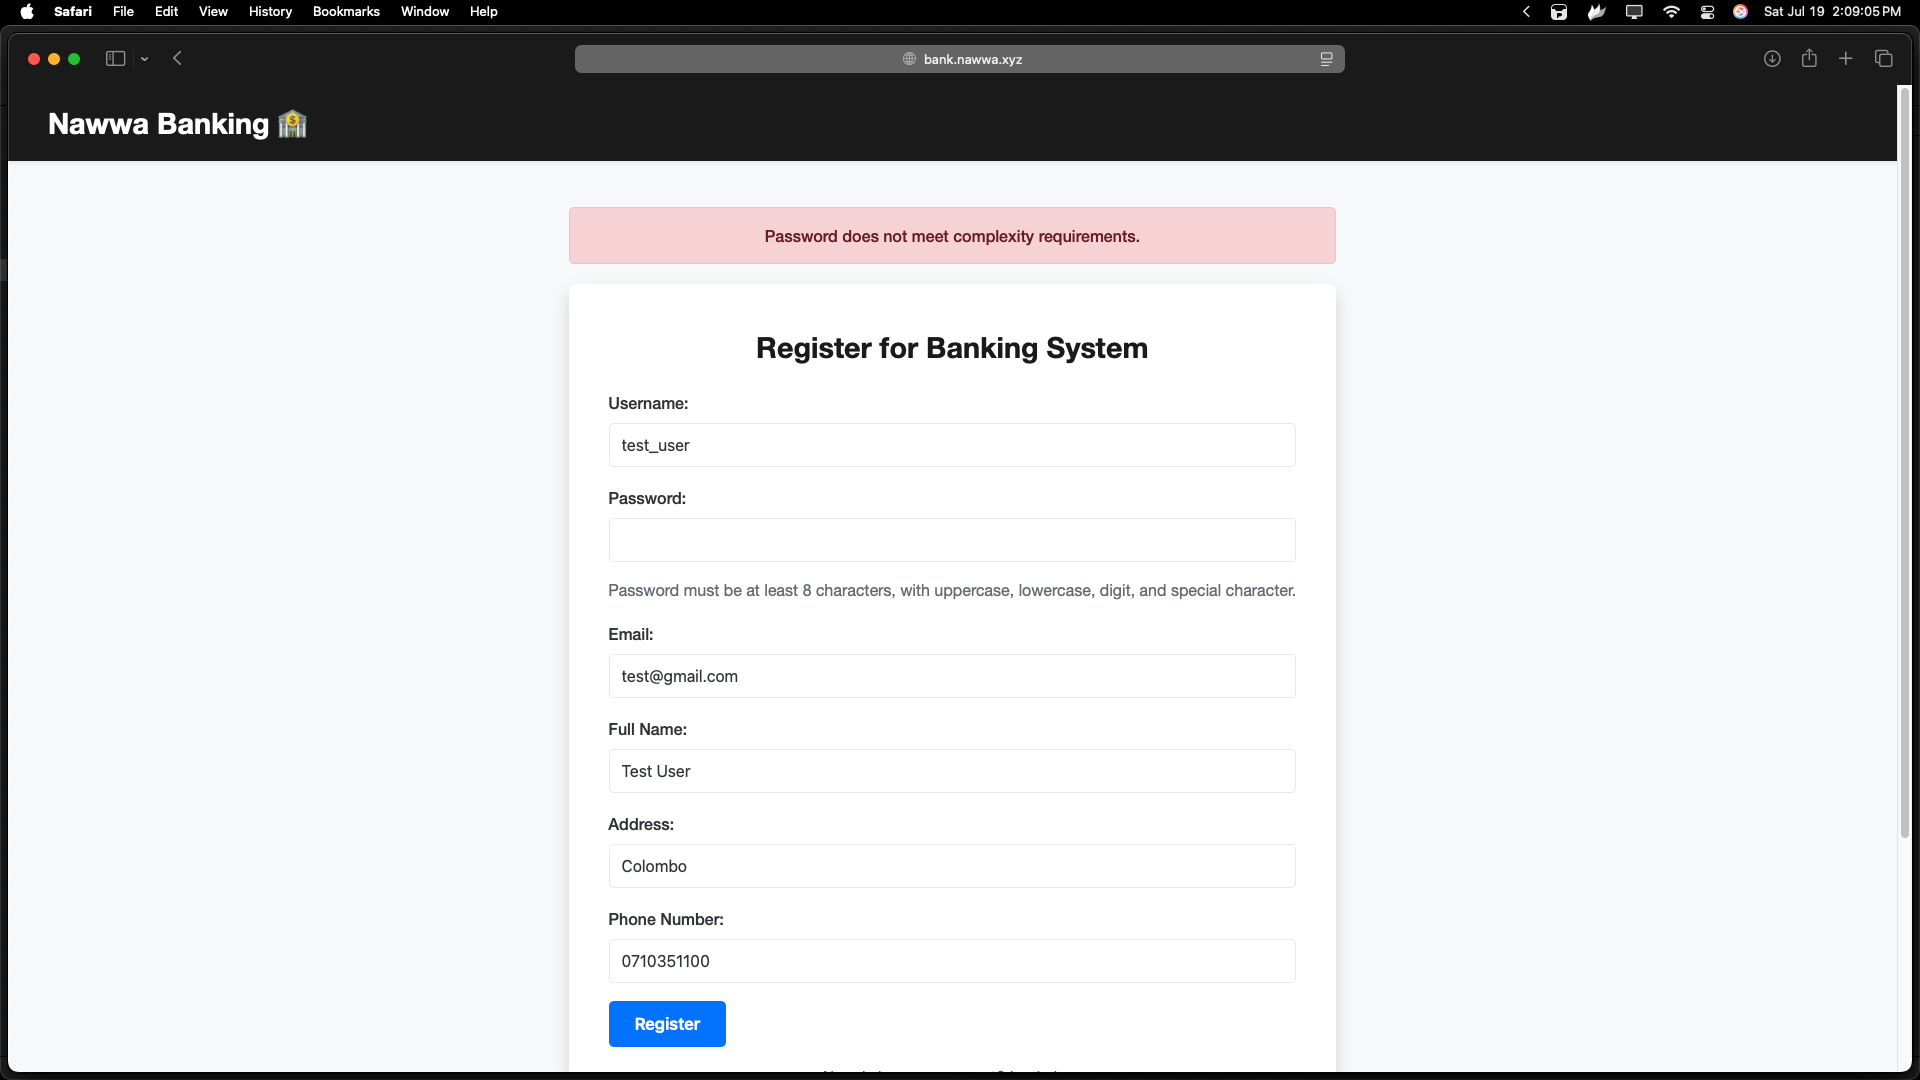 Safari File Edit View History Bookmarks Window Help Sat Jul 19 2:09:05 PM
bank.nawwa.xyz
Nawwa Banking
Password does not meet complexity requirements.
Register for Banking System
Username:
test_user
Password:
Password must be at least 8 characters, with uppercase, lowercase, digit, and special character.
Email:
test@gmail.com
Full Name:
Test User
Address:
Colombo
Phone Number:
0710351100
Register